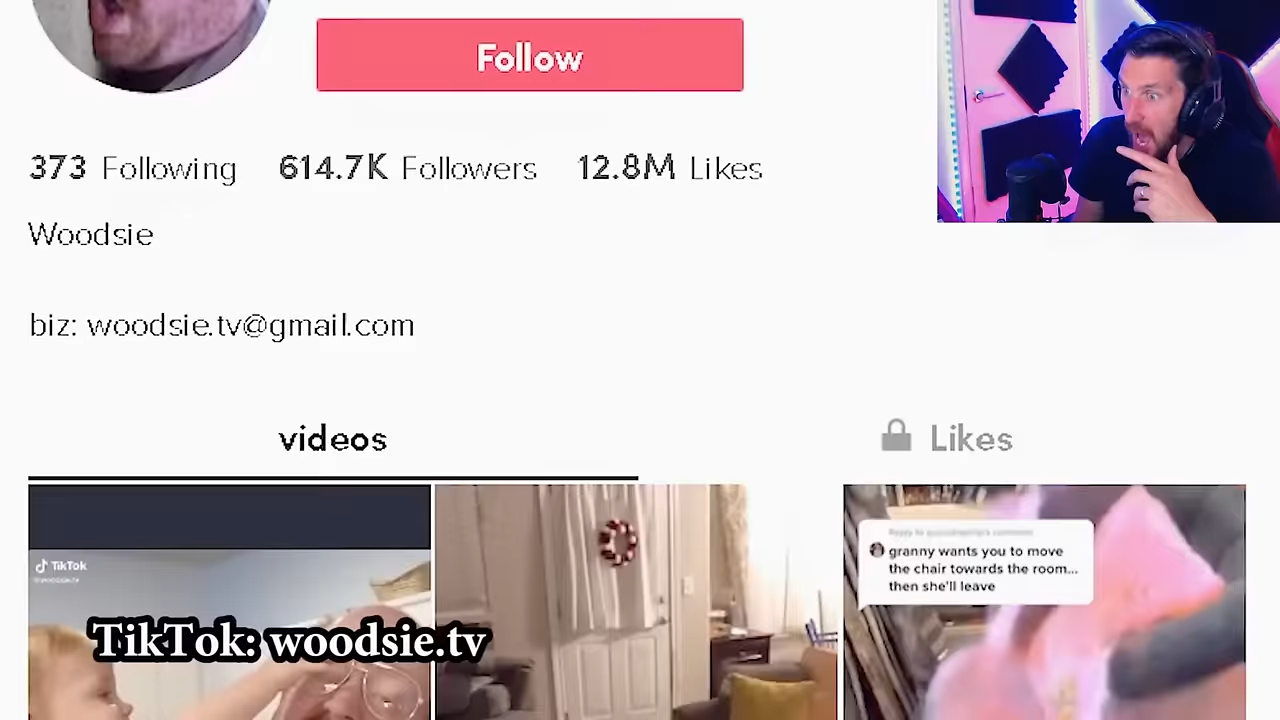 Follow
373 Following 614.7K Followers 12.8M Likes
Woodsie
biz: woodsie.tv@gmail.com
videos
Likes
TikTok
granny wants you to move
the chair towards the room...
then she'll leave
TikTok: woodsie.tv